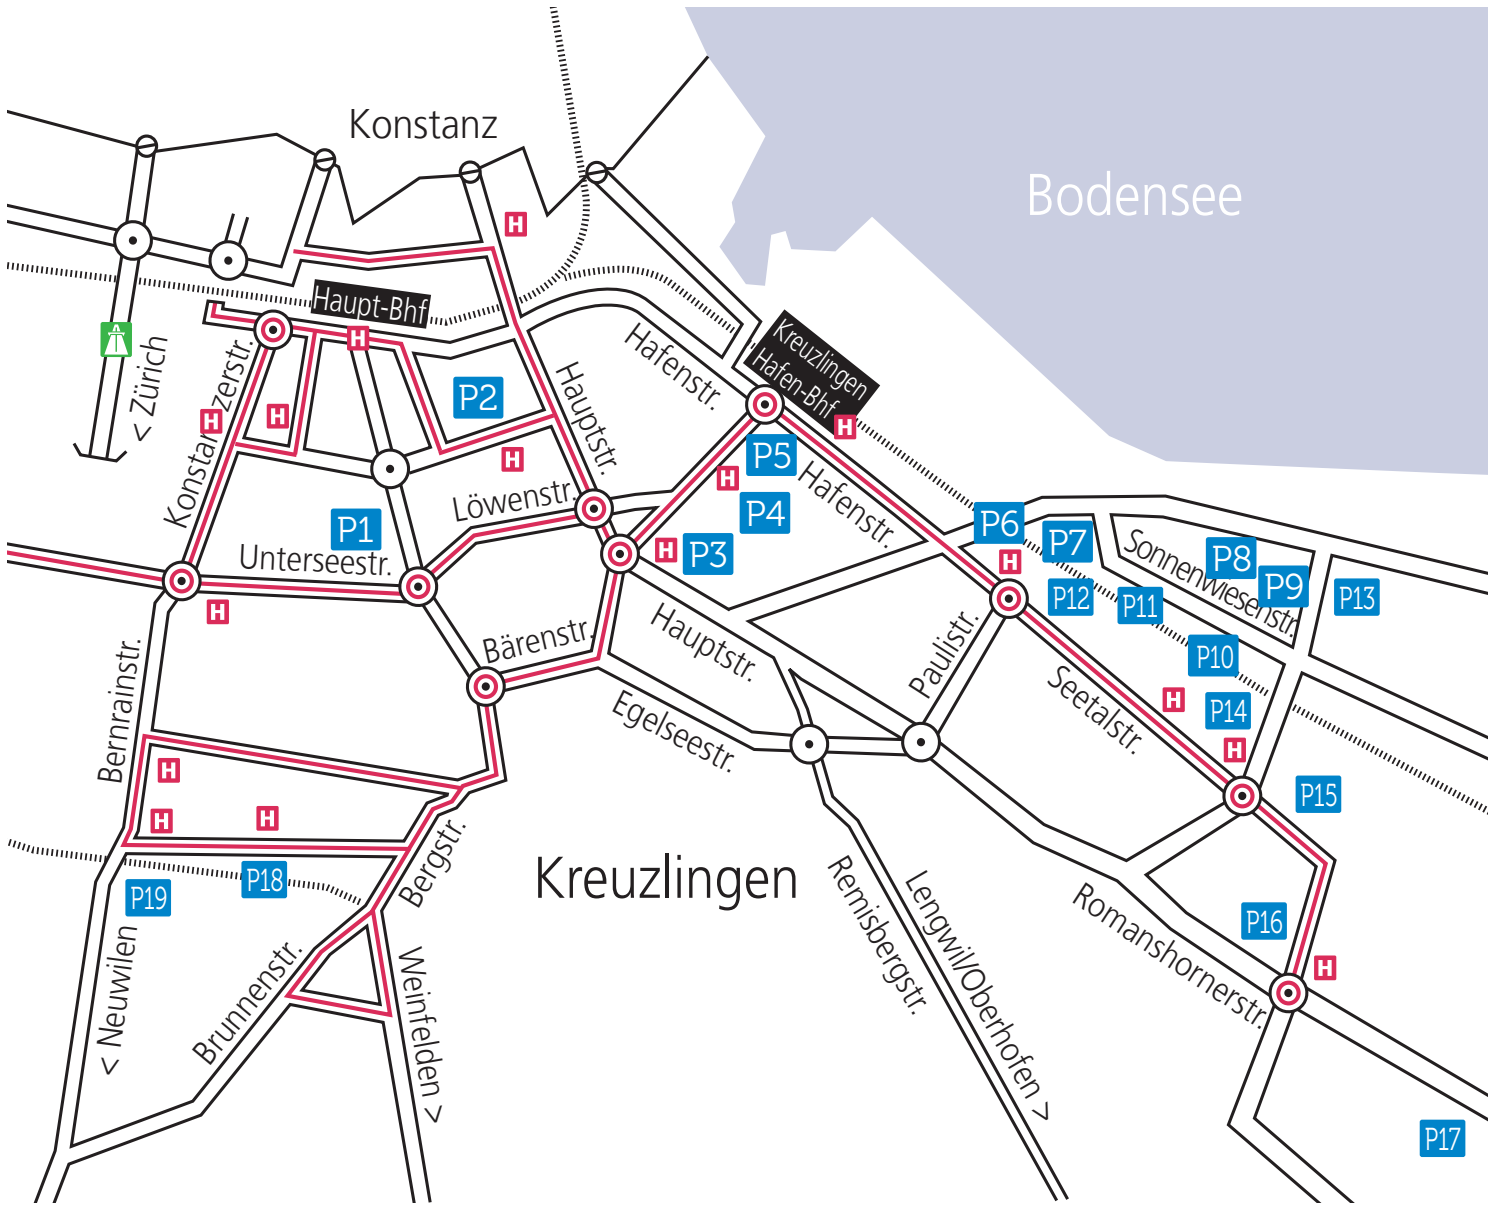 Konstanz
Bodensee
H
Haupt-Bhf
H
< Zürich
Konstanzerstr.
H
H
P2
H
Hauptstr.
Hafenstr.
Kreuzlingen
Hafen-Bhf
H
P5
H
P4
Hafenstr.
P1
Löwenstr.
Unterseestr.
H
H
P3
P6
P7
H
Sonnenwiesenstr.
P8
P9
P13
P12
P11
P10
H
P14
H
Bärenstr.
Hauptstr.
Egelseestr.
Paulistr.
Seetalstr.
Bernrainstr.
H
H
H
P15
Bergstr.
Kreuzlingen
P18
P19
P16
H
Romanshornerstr.
Remisbergstr.
Lengwil/Oberhofen >
< Neuwilen
Brunnenstr.
Weinfelden >
P17